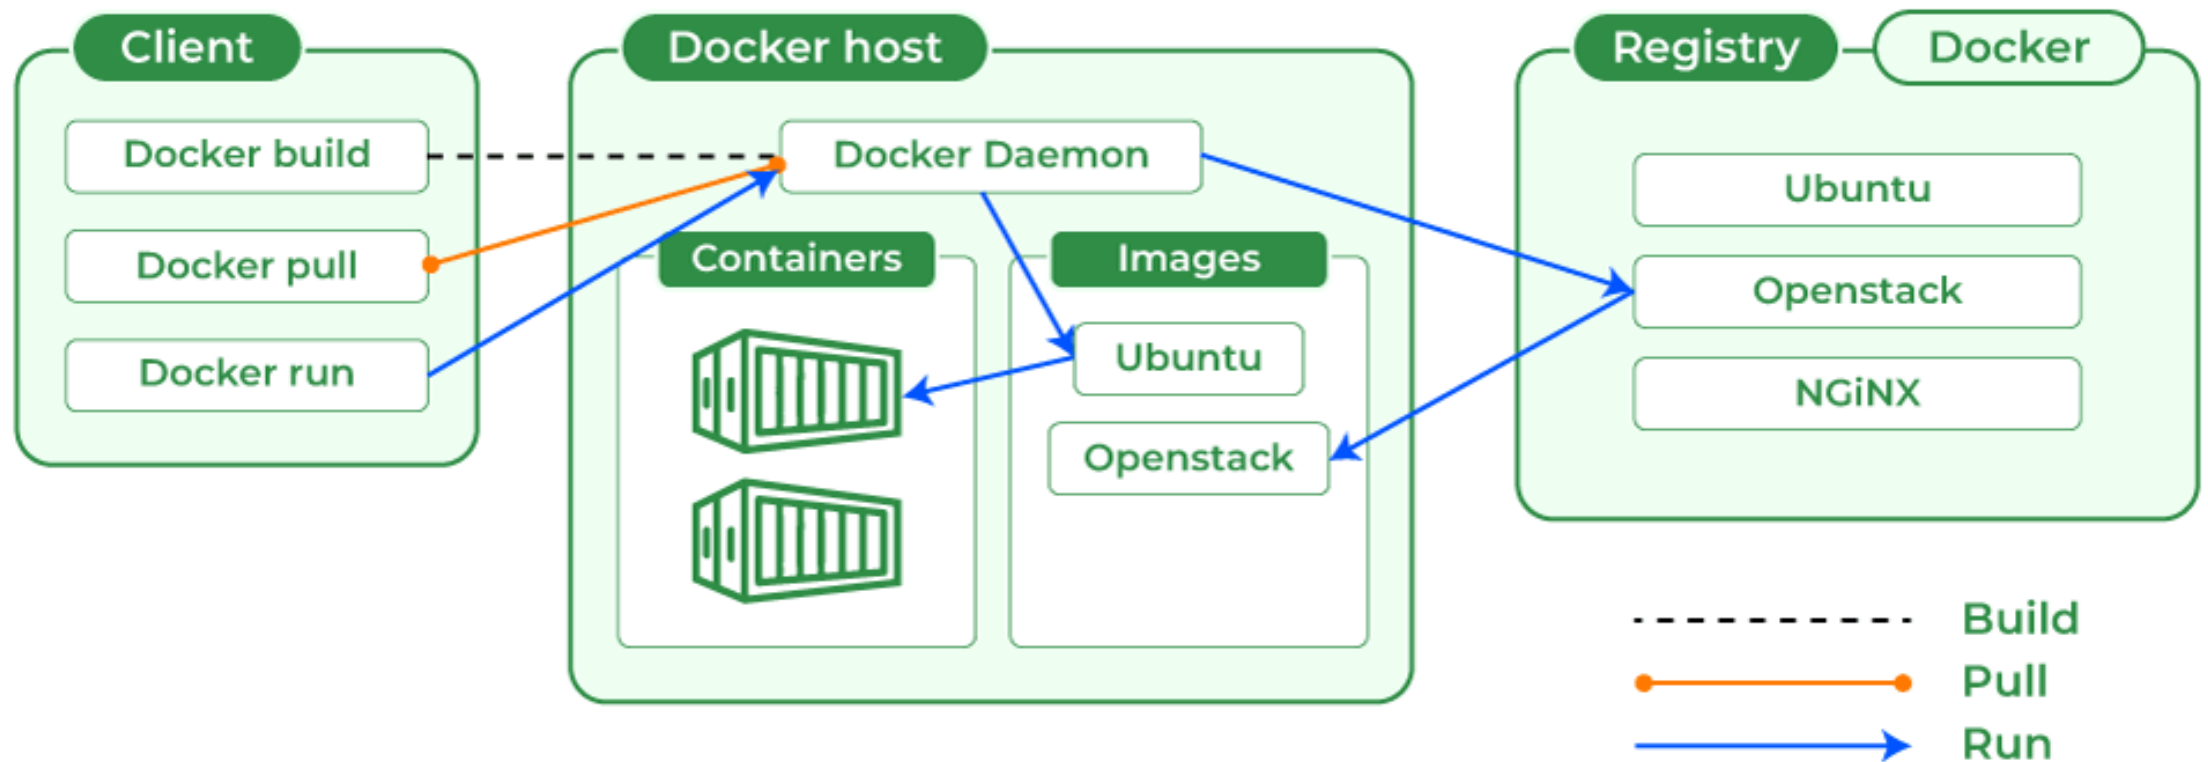 Client
Docker build
Docker pull
Docker run
Docker host
Docker Daemon
Containers
Images
Ubuntu
Openstack
Registry
Docker
Ubuntu
Openstack
NGiNX
Build
Pull
Run